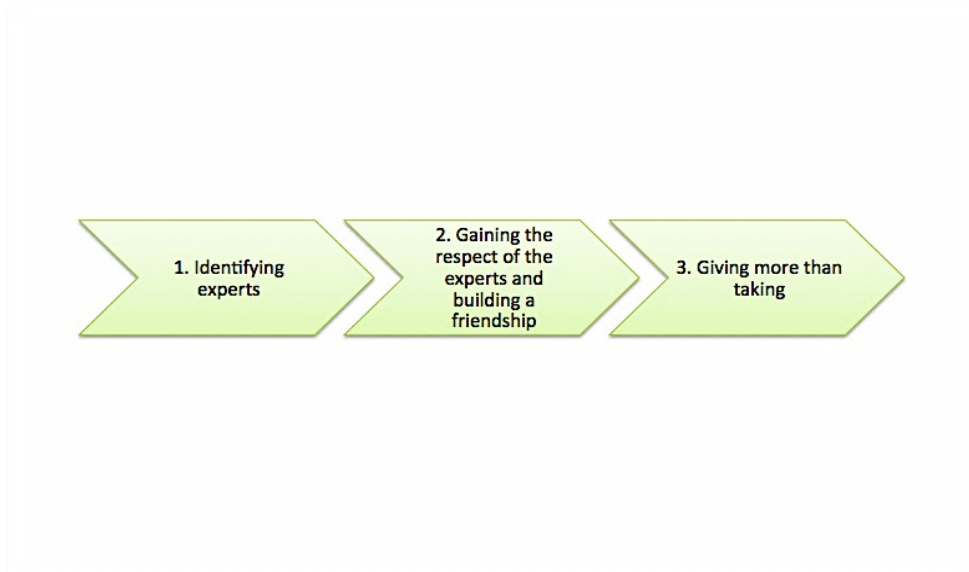 1. Identifying
experts
2. Gaining the
respect of the
experts and
building a
friendship
3. Giving more than
taking